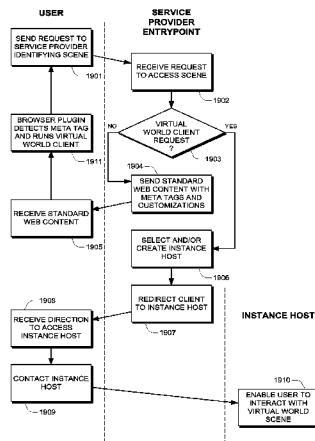 USER
SERVICE
PROVIDER
ENTRYPOINT
SEND REQUEST TO
SERVICE PROVIDER
IDENTIFYING SCENE
1901
RECEIVE REQUEST
TO ACCESS SCENE
1902
BROWSER PLUGIN
DETECTS META TAG
AND RUNS VIRTUAL
WORLD CLIENT
1911
NO
VIRTUAL
WORLD CLIENT
REQUEST
?
YES
1903
1904
SEND STANDARD
WEB CONTENT WITH
META TAGS AND
CUSTOMIZATIONS
RECEIVE STANDARD
WEB CONTENT
1905
SELECT AND/OR
CREATE INSTANCE
HOST
1906
1908
RECEIVE DIRECTION
TO ACCESS
INSTANCE HOST
REDIRECT CLIENT
TO INSTANCE HOST
1907
INSTANCE HOST
CONTACT INSTANCE
HOST
1909
1910
ENABLE USER TO
INTERACT WITH
VIRTUAL WORLD
SCENE